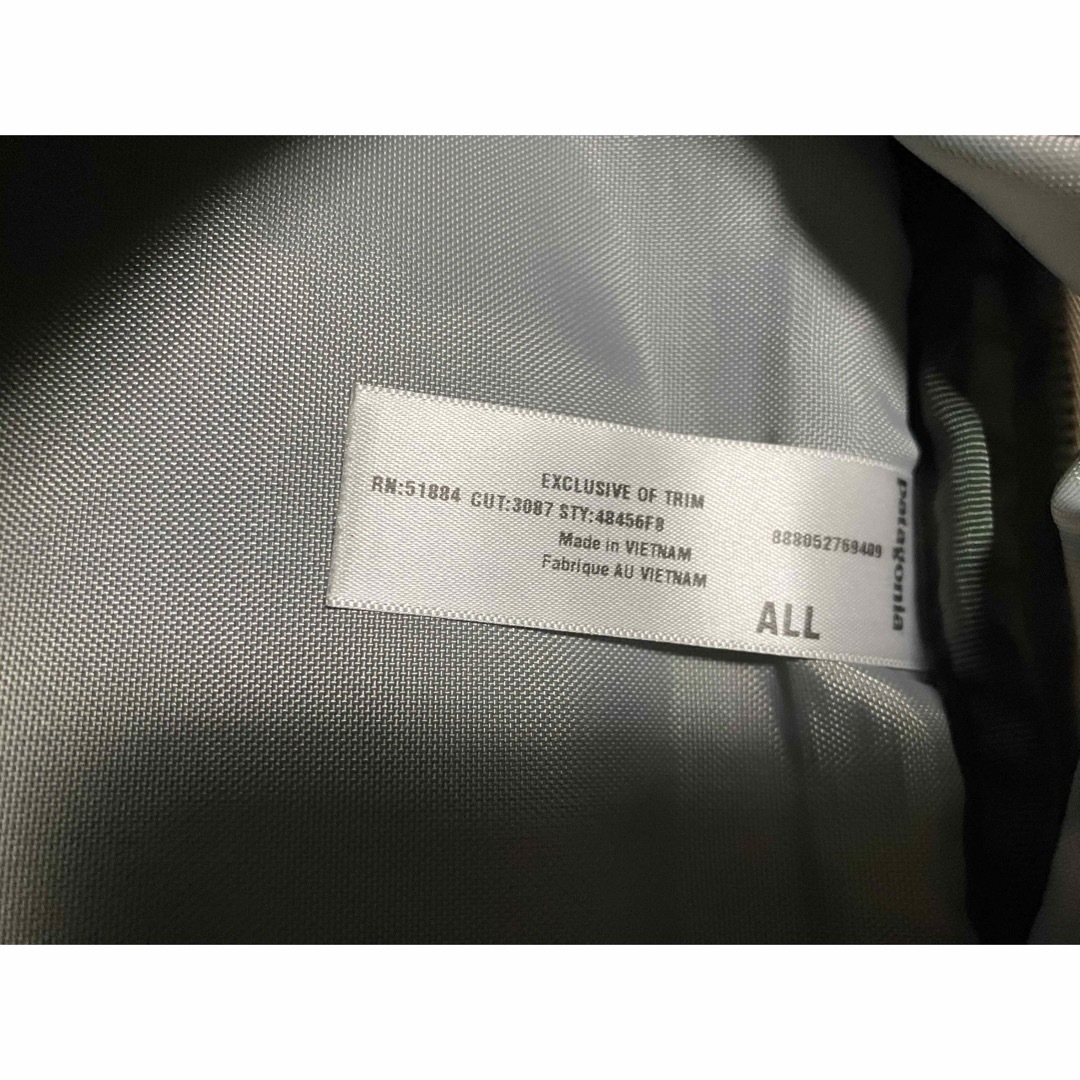 EXCLUSIVE OF TRIM
RN:51884 CUT:3087 STY:48456F8
Made in VIETNAM
Fabrique AU VIETNAM
888052769409
ALL
patagonia